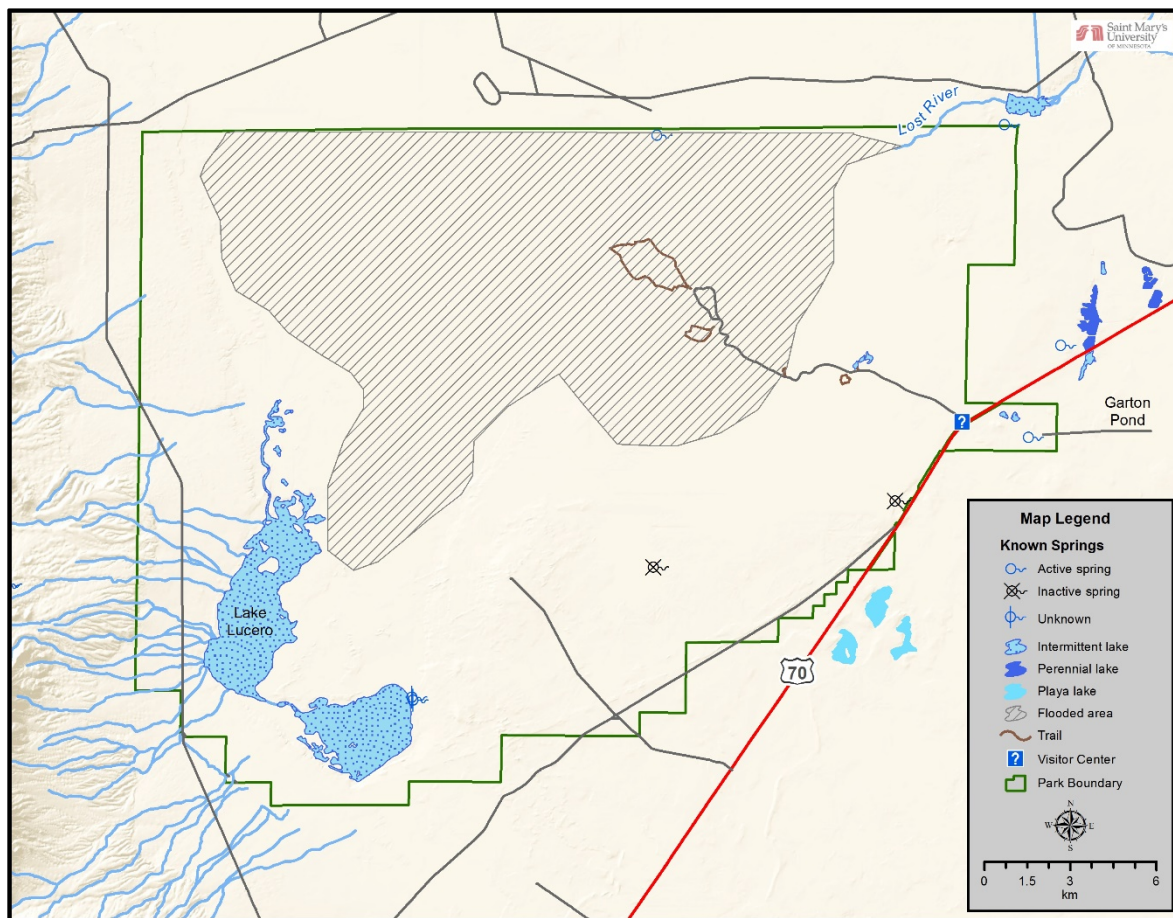 Saint Mary's
University
OF MINNESOTA
Lost River
Garton
Pond
Lake
Lucero
70
Map Legend
Known Springs
Active spring
Inactive spring
Unknown
Intermittent lake
Perennial lake
Playa lake
Flooded area
Trail
? Visitor Center
Park Boundary
N
W E
S
0 1.5 3 6
km
?